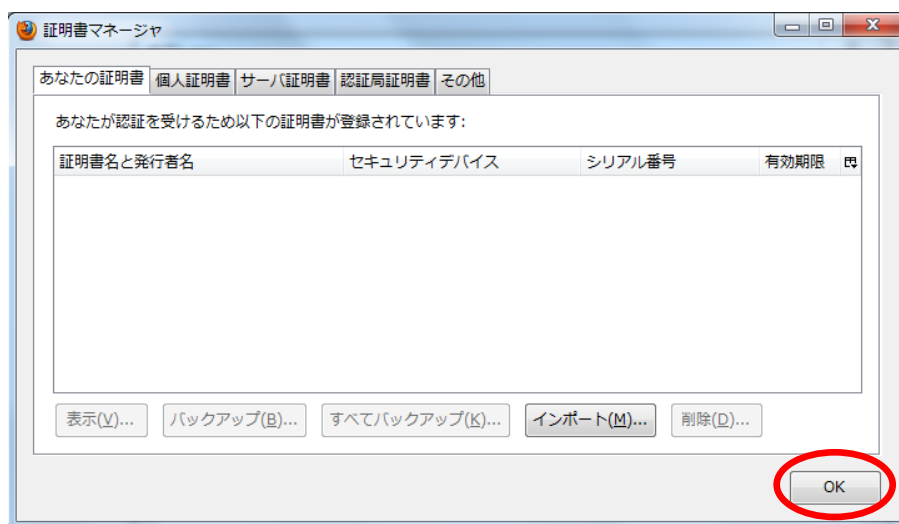 証明書マネージャ
あなたの証明書 個人証明書 サーバ証明書 認証局証明書 その他
あなたが認証を受けるため以下の証明書が登録されています:
証明書名と発行者名 セキュリティデバイス シリアル番号 有効期限
表示(V)... バックアップ(B)... すべてバックアップ(K)... インポート(M)... 削除(D)...
OK